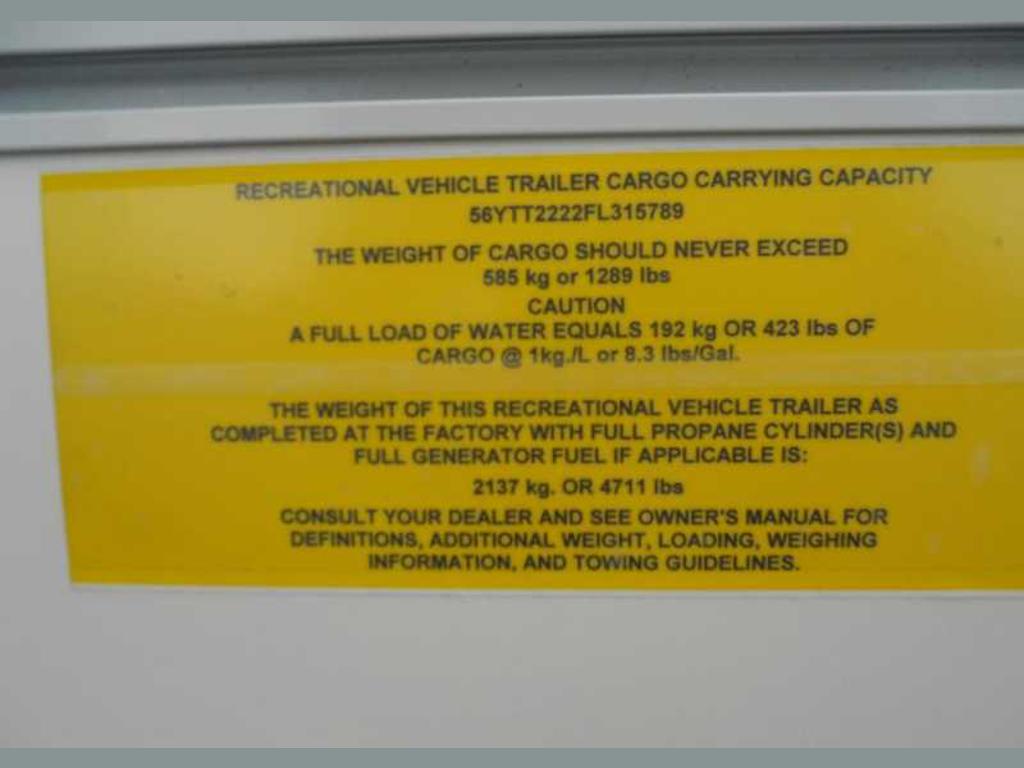 RECREATIONAL VEHICLE TRAILER CARGO CARRYING CAPACITY
56YTT2222FL315789
THE WEIGHT OF CARGO SHOULD NEVER EXCEED
585 kg or 1289 lbs
CAUTION
A FULL LOAD OF WATER EQUALS 192 kg OR 423 lbs OF
CARGO @ 1kg./L or 8.3 lbs/Gal.
THE WEIGHT OF THIS RECREATIONAL VEHICLE TRAILER AS
COMPLETED AT THE FACTORY WITH FULL PROPANE CYLINDER(S) AND
FULL GENERATOR FUEL IF APPLICABLE IS:
2137 kg. OR 4711 lbs
CONSULT YOUR DEALER AND SEE OWNER'S MANUAL FOR
DEFINITIONS, ADDITIONAL WEIGHT, LOADING, WEIGHING
INFORMATION, AND TOWING GUIDELINES.